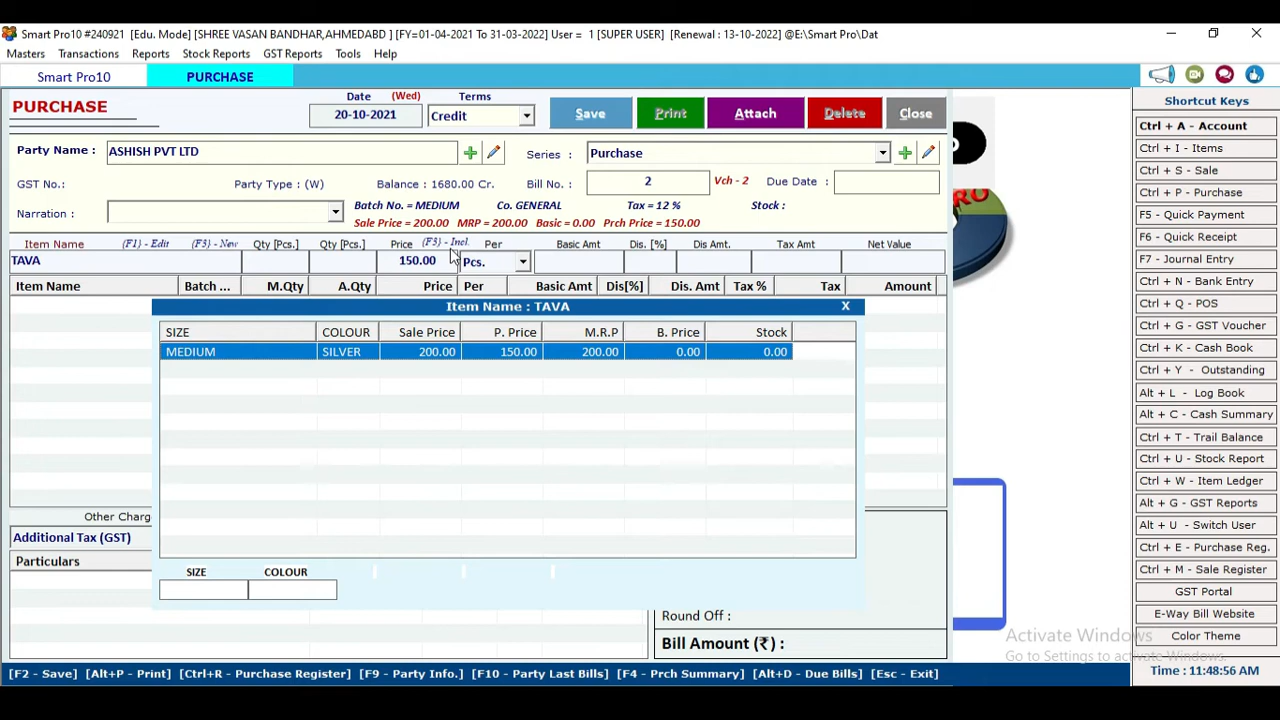 Smart Pro10 #240921 [Edu. Mode] [SHREE VASAN BANDHAR,AHMEDABD ] [FY=01-04-2021 To 31-03-2022] User = 1 [SUPER USER] [Renewal : 13-10-2022] @E:\Smart Pro\Dat
Masters Transactions Reports Stock Reports GST Reports Tools Help
Smart Pro10 PURCHASE
PURCHASE
Date (Wed) Terms
20-10-2021 Credit Save Print Attach Delete Close
Party Name : ASHISH PVT LTD Series : Purchase
GST No.: Party Type : (W) Balance : 1680.00 Cr. Bill No. : 2 Vch - 2 Due Date :
Narration : Batch No. = MEDIUM Co. GENERAL Tax = 12 % Stock :
Sale Price = 200.00 MRP = 200.00 Basic = 0.00 Prch Price = 150.00
Item Name (F1) - Edit (F3) - New Qty [Pcs.] Qty [Pcs.] Price (F3) - Incl. Per Basic Amt Dis. [%] Dis Amt. Tax Amt Net Value
TAVA 150.00 Pcs.
Item Name Batch ... M.Qty A.Qty Price Per Basic Amt Dis[%] Dis. Amt Tax % Tax Amount
Item Name : TAVA X
SIZE COLOUR Sale Price P. Price M.R.P B. Price Stock
MEDIUM SILVER 200.00 150.00 200.00 0.00 0.00
SIZE COLOUR
Other Charg
Additional Tax (GST)
Particulars
Round Off :
Bill Amount (₹) :
[F2 - Save] [Alt+P - Print] [Ctrl+R - Purchase Register] [F9 - Party Info.] [F10 - Party Last Bills] [F4 - Prch Summary] [Alt+D - Due Bills] [Esc - Exit]
Shortcut Keys
Ctrl + A - Account
Ctrl + I - Items
Ctrl + S - Sale
Ctrl + P - Purchase
F5 - Quick Payment
F6 - Quick Receipt
F7 - Journal Entry
Ctrl + N - Bank Entry
Ctrl + Q - POS
Ctrl + G - GST Voucher
Ctrl + K - Cash Book
Ctrl + Y - Outstanding
Alt + L - Log Book
Alt + C - Cash Summary
Ctrl + T - Trail Balance
Ctrl + U - Stock Report
Ctrl + W - Item Ledger
Alt + G - GST Reports
Alt + U - Switch User
Ctrl + E - Purchase Reg.
Ctrl + M - Sale Register
GST Portal
E-Way Bill Website
Color Theme
Activate Windows
Go to Settings to activate Windows.
Time : 11:48:56 AM